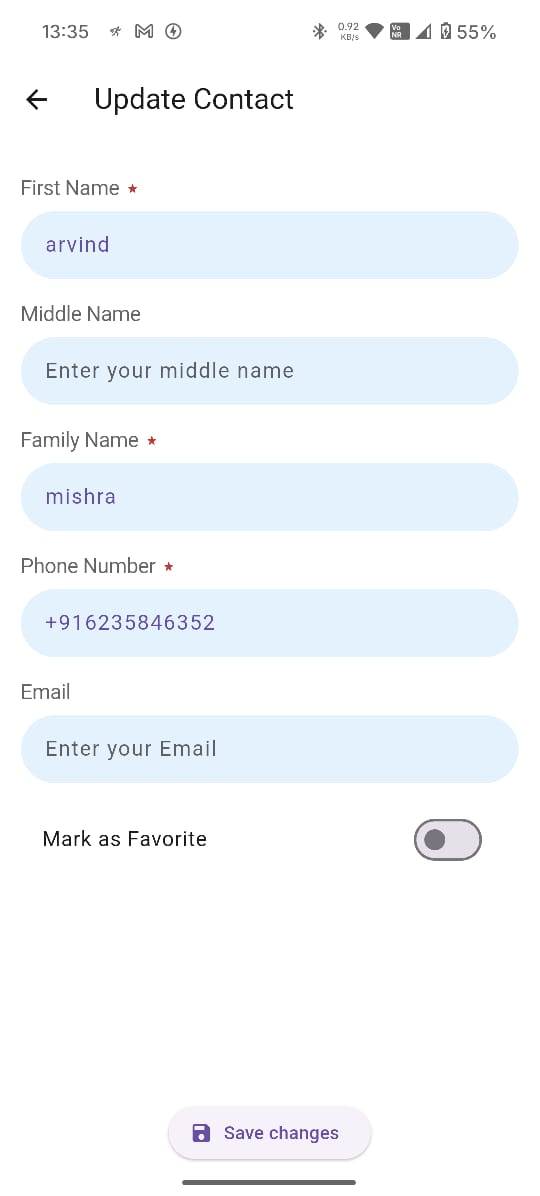 13:35 0.92 KB/s Vo NR 55%
Update Contact
First Name *
arvind
Middle Name
Enter your middle name
Family Name *
mishra
Phone Number *
+916235846352
Email
Enter your Email
Mark as Favorite
Save changes